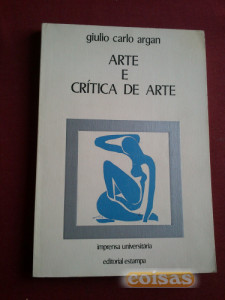 giulio carlo argan
ARTE
E
CRÍTICA DE ARTE
imprensa universitária
editorial estampa
coisas